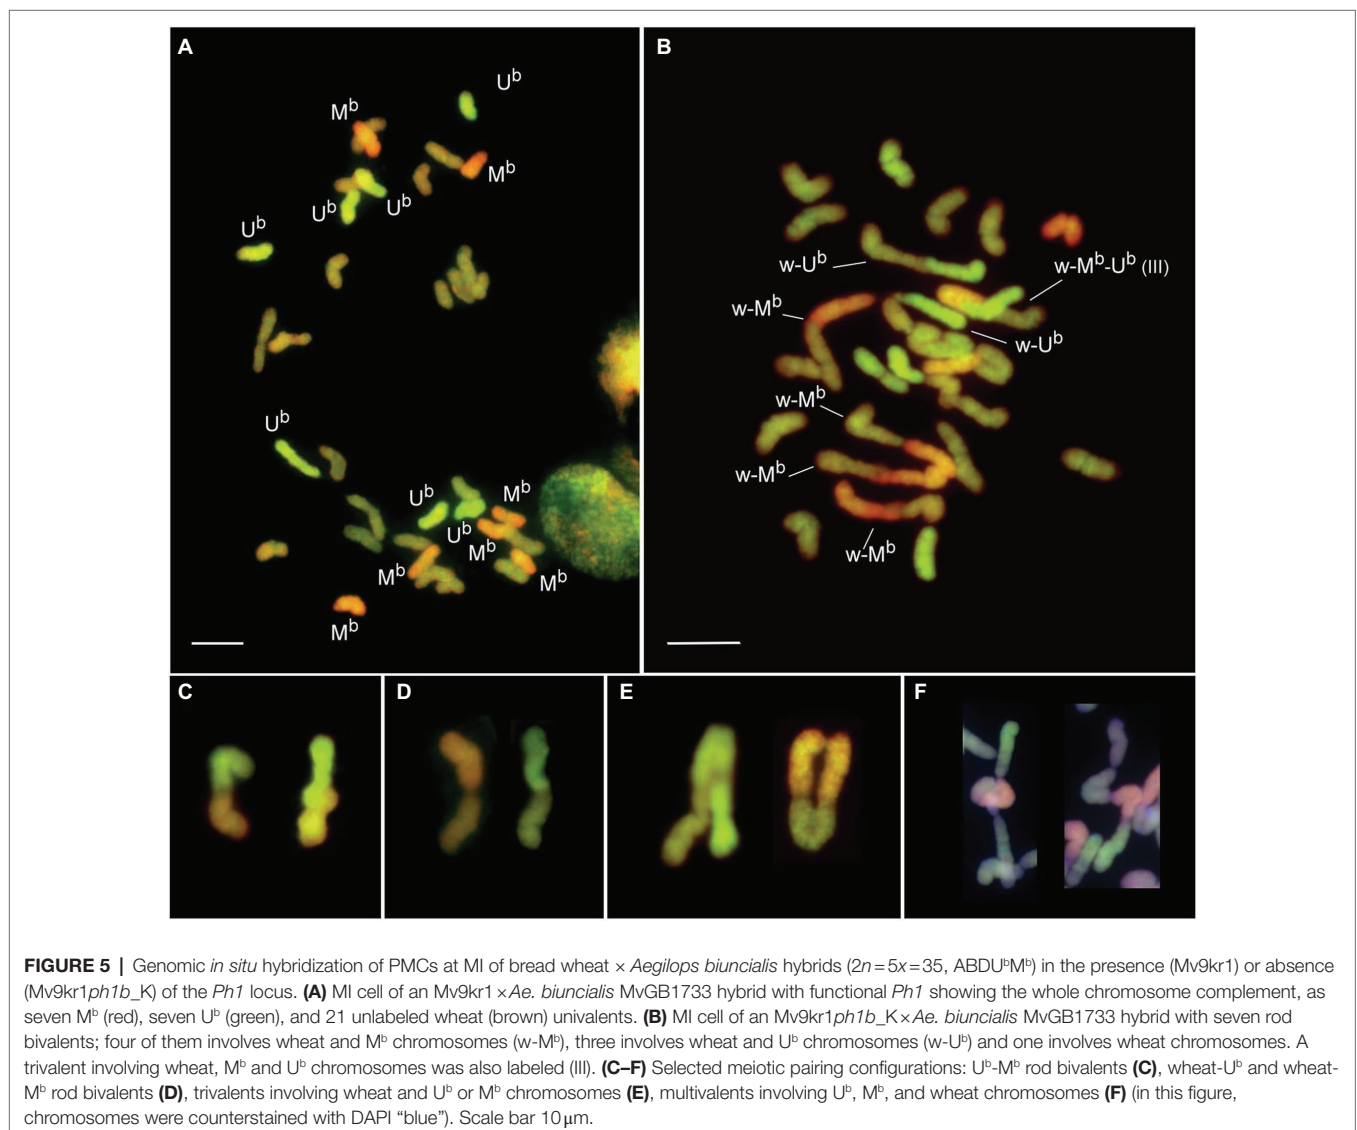 A
B
Uᵇ
Mᵇ
Mᵇ
Uᵇ
Uᵇ
Uᵇ
w-Uᵇ
w-Mᵇ-Uᵇ (III)
w-Mᵇ
w-Uᵇ
w-Mᵇ
Uᵇ
w-Mᵇ
Uᵇ
Mᵇ
Uᵇ
Mᵇ
w-Mᵇ
Mᵇ
Mᵇ
Mᵇ
C
D
E
F
FIGURE 5 | Genomic in situ hybridization of PMCs at MI of bread wheat × Aegilops biuncialis hybrids (2n=5x=35, ABDUᵇMᵇ) in the presence (Mv9kr1) or absence
(Mv9kr1ph1b_K) of the Ph1 locus. (A) MI cell of an Mv9kr1×Ae. biuncialis MvGB1733 hybrid with functional Ph1 showing the whole chromosome complement, as
seven Mᵇ (red), seven Uᵇ (green), and 21 unlabeled wheat (brown) univalents. (B) MI cell of an Mv9kr1ph1b_K×Ae. biuncialis MvGB1733 hybrid with seven rod
bivalents; four of them involves wheat and Mᵇ chromosomes (w-Mᵇ), three involves wheat and Uᵇ chromosomes (w-Uᵇ) and one involves wheat chromosomes. A
trivalent involving wheat, Mᵇ and Uᵇ chromosomes was also labeled (III). (C–F) Selected meiotic pairing configurations: Uᵇ-Mᵇ rod bivalents (C), wheat-Uᵇ and wheat-
Mᵇ rod bivalents (D), trivalents involving wheat and Uᵇ or Mᵇ chromosomes (E), multivalents involving Uᵇ, Mᵇ, and wheat chromosomes (F) (in this figure,
chromosomes were counterstained with DAPI “blue”). Scale bar 10 μm.